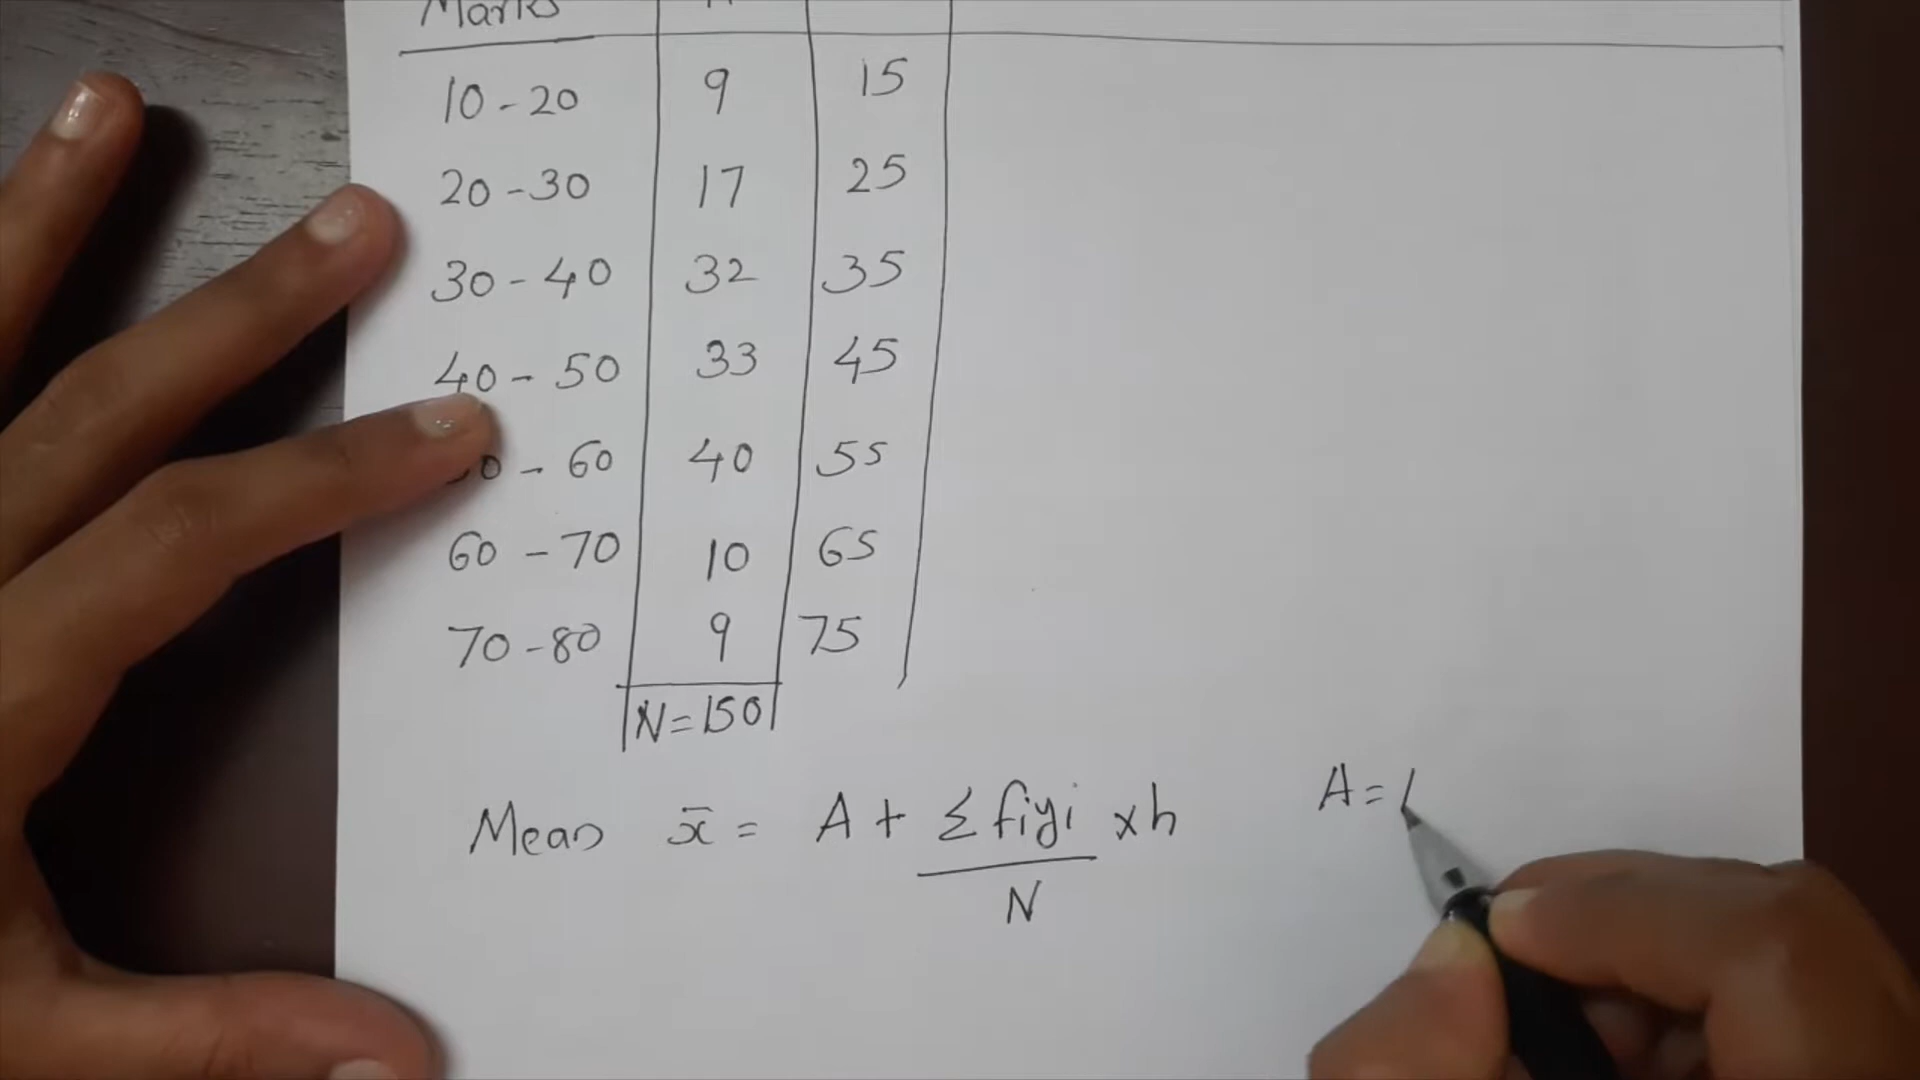 Marks
10-20 9 15
20-30 17 25
30-40 32 35
40-50 33 45
0-60 40 55
60-70 10 65
70-80 9 75
N=150
Mean x̄ = A + Σfiyi/N × h A=